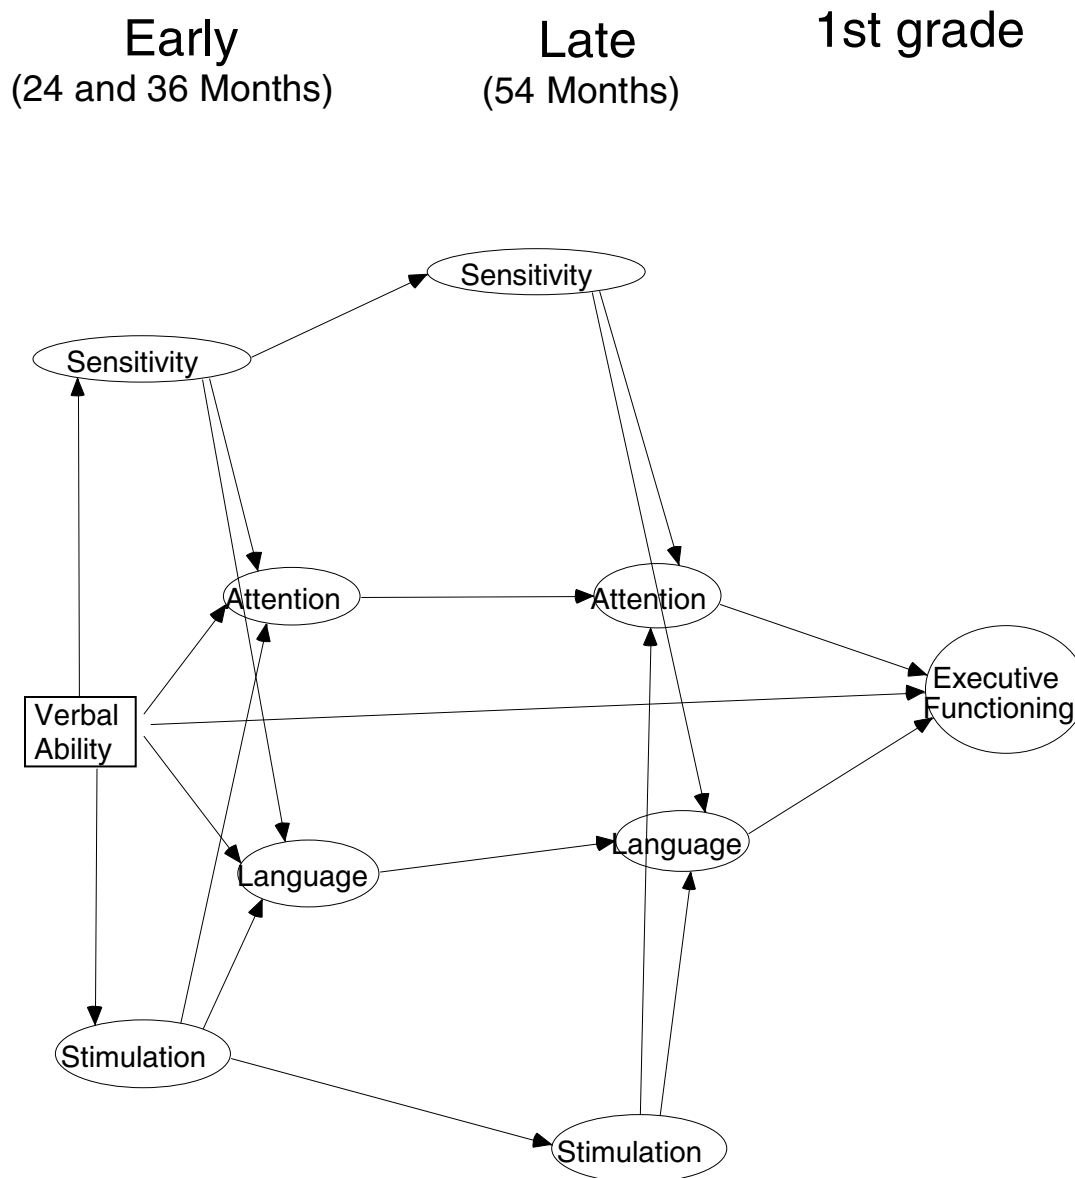 Early
(24 and 36 Months)
Late
(54 Months)
1st grade
Sensitivity
Sensitivity
Attention
Attention
Executive
Functioning
Verbal
Ability
Language
Language
Stimulation
Stimulation